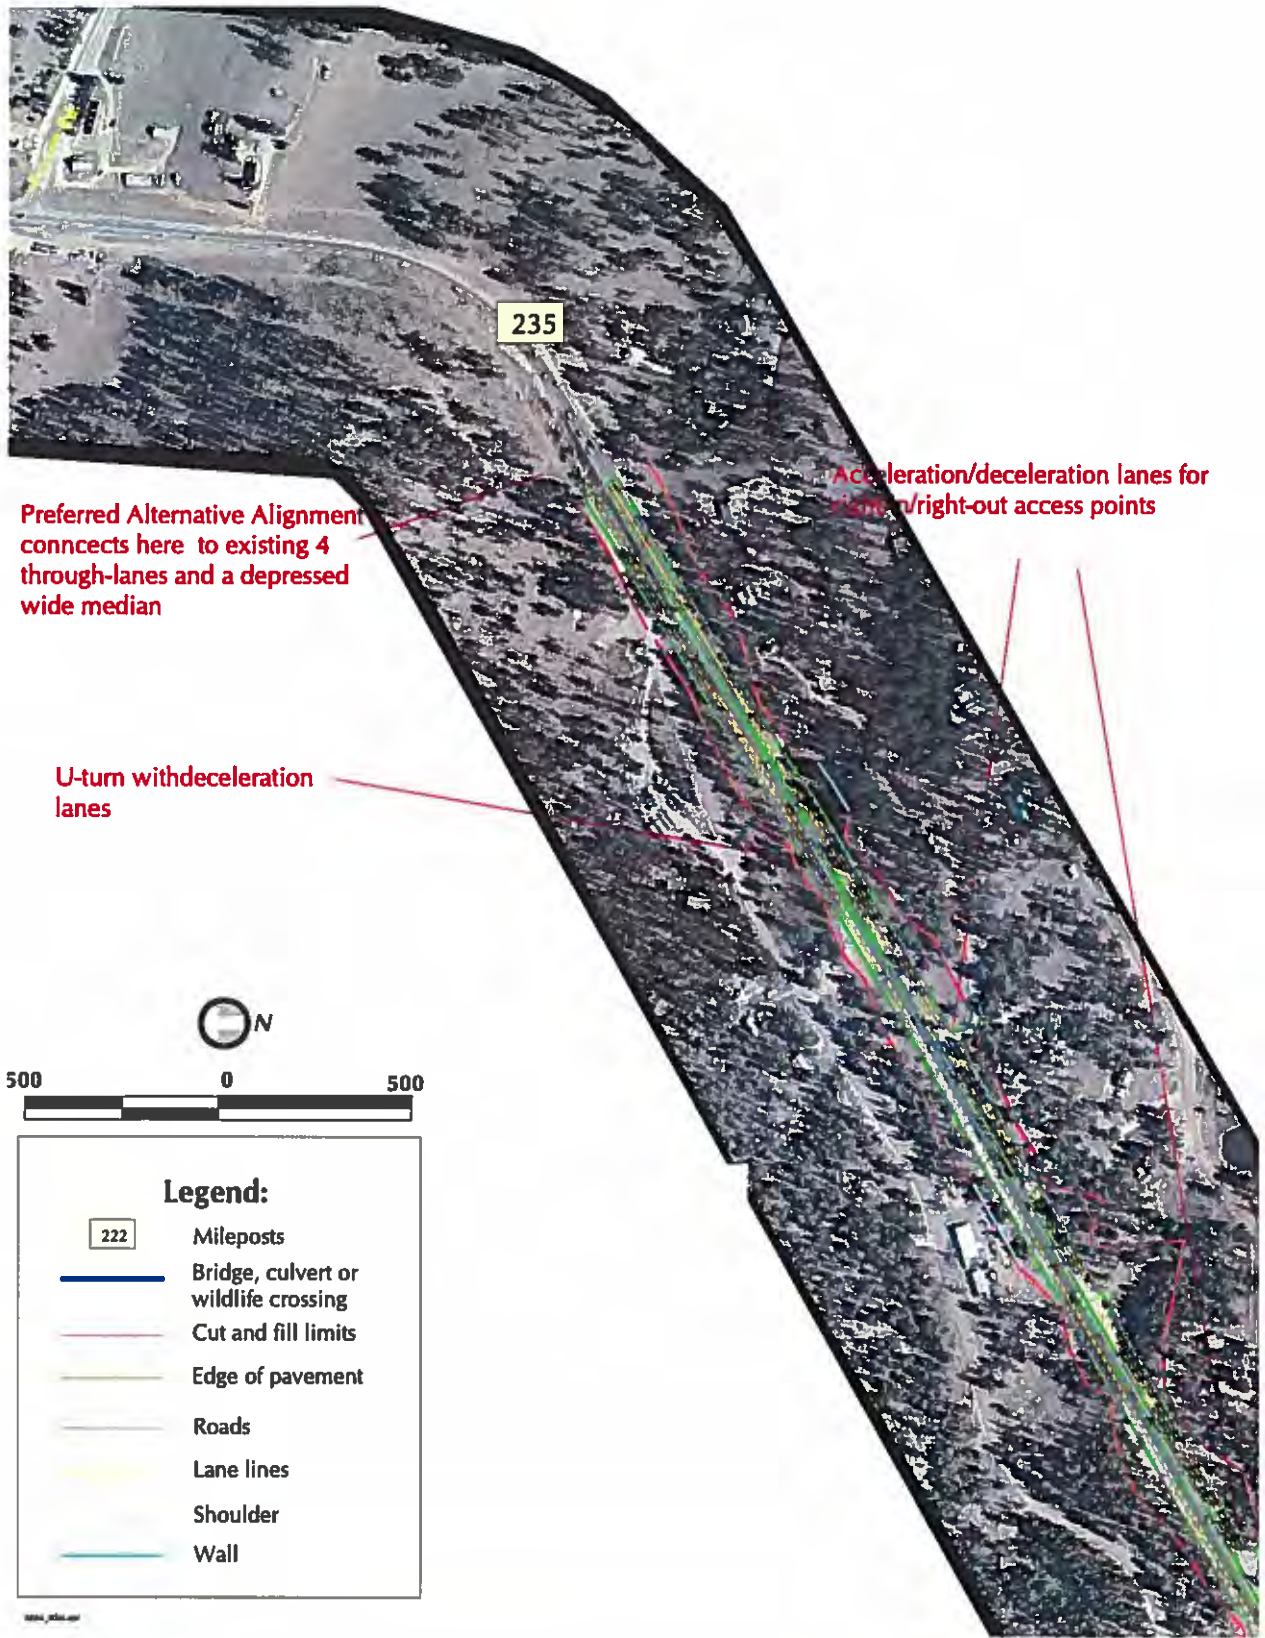 235
Acceleration/deceleration lanes for
right-in/right-out access points
Preferred Alternative Alignment
conncects here to existing 4
through-lanes and a depressed
wide median
U-turn withdeceleration
lanes
N
500 0 500
Legend:
222 Mileposts
Bridge, culvert or
wildlife crossing
Cut and fill limits
Edge of pavement
Roads
Lane lines
Shoulder
Wall